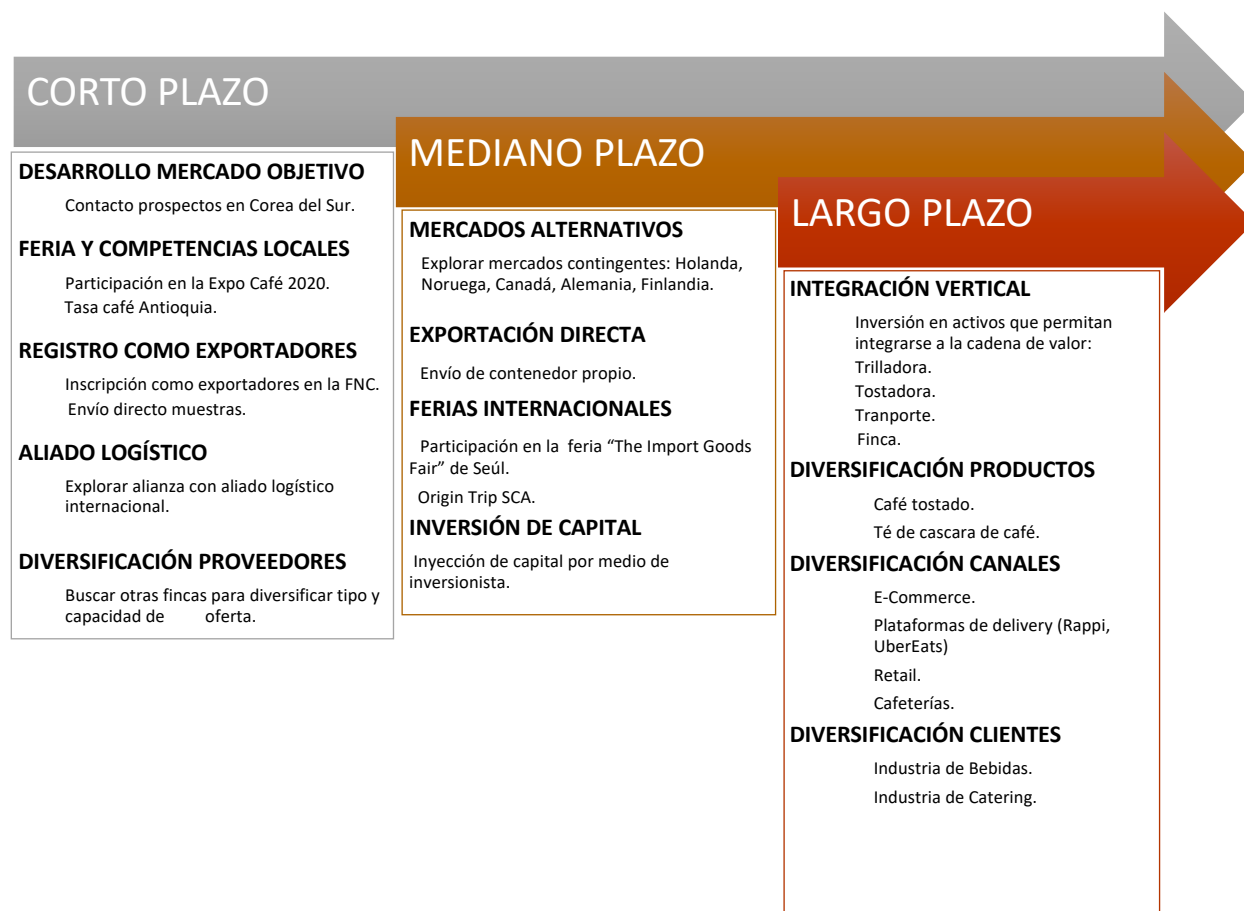 CORTO PLAZO
DESARROLLO MERCADO OBJETIVO
Contacto prospectos en Corea del Sur.
FERIA Y COMPETENCIAS LOCALES
Participación en la Expo Café 2020.
Tasa café Antioquia.
REGISTRO COMO EXPORTADORES
Inscripción como exportadores en la FNC.
Envío directo muestras.
ALIADO LOGÍSTICO
Explorar alianza con aliado logístico
internacional.
DIVERSIFICACIÓN PROVEEDORES
Buscar otras fincas para diversificar tipo y
capacidad de oferta.
MEDIANO PLAZO
MERCADOS ALTERNATIVOS
Explorar mercados contingentes: Holanda,
Noruega, Canadá, Alemania, Finlandia.
EXPORTACIÓN DIRECTA
Envío de contenedor propio.
FERIAS INTERNACIONALES
Participación en la feria “The Import Goods
Fair” de Seúl.
Origin Trip SCA.
INVERSIÓN DE CAPITAL
Inyección de capital por medio de
inversionista.
LARGO PLAZO
INTEGRACIÓN VERTICAL
Inversión en activos que permitan
integrarse a la cadena de valor:
Trilladora.
Tostadora.
Tranporte.
Finca.
DIVERSIFICACIÓN PRODUCTOS
Café tostado.
Té de cascara de café.
DIVERSIFICACIÓN CANALES
E-Commerce.
Plataformas de delivery (Rappi,
UberEats)
Retail.
Cafeterías.
DIVERSIFICACIÓN CLIENTES
Industria de Bebidas.
Industria de Catering.